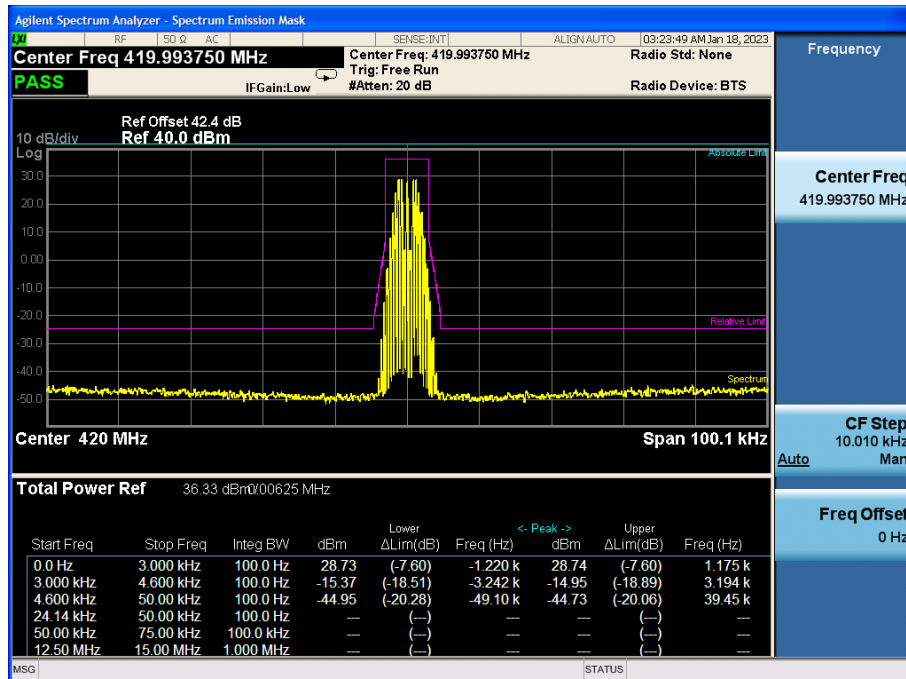 Agilent Spectrum Analyzer - Spectrum Emission Mask
LXI RF 50 Ω AC SENSE:INT ALIGN AUTO 03:23:49 AM Jan 18, 2023
Center Freq 419.993750 MHz Center Freq: 419.993750 MHz Radio Std: None
Trig: Free Run
PASS IFGain:Low #Atten: 20 dB Radio Device: BTS
Ref Offset 42.4 dB
10 dB/div Ref 40.0 dBm
Log Absolute Limit
30.0
20.0
10.0
0.00
-10.0
-20.0
Relative Limit
-30.0
-40.0
Spectrum
-50.0
Center 420 MHz Span 100.1 kHz
Total Power Ref 36.33 dBm/0.00625 MHz
Lower <- Peak -> Upper
Start Freq Stop Freq Integ BW dBm ΔLim(dB) Freq (Hz) dBm ΔLim(dB) Freq (Hz)
0.0 Hz 3.000 kHz 100.0 Hz 28.73 (-7.60) -1.220 k 28.74 (-7.60) 1.175 k
3.000 kHz 4.600 kHz 100.0 Hz -15.37 (-18.51) -3.242 k -14.95 (-18.89) 3.194 k
4.600 kHz 50.00 kHz 100.0 Hz -44.95 (-20.28) -49.10 k -44.73 (-20.06) 39.45 k
24.14 kHz 50.00 kHz 100.0 Hz --- (---) --- --- (---) ---
50.00 kHz 75.00 kHz 100.0 kHz --- (---) --- --- (---) ---
12.50 MHz 15.00 MHz 1.000 MHz --- (---) --- --- (---) ---
MSG STATUS
Frequency
Center Freq
419.993750 MHz
CF Step
10.010 kHz
Auto Man
Freq Offset
0 Hz